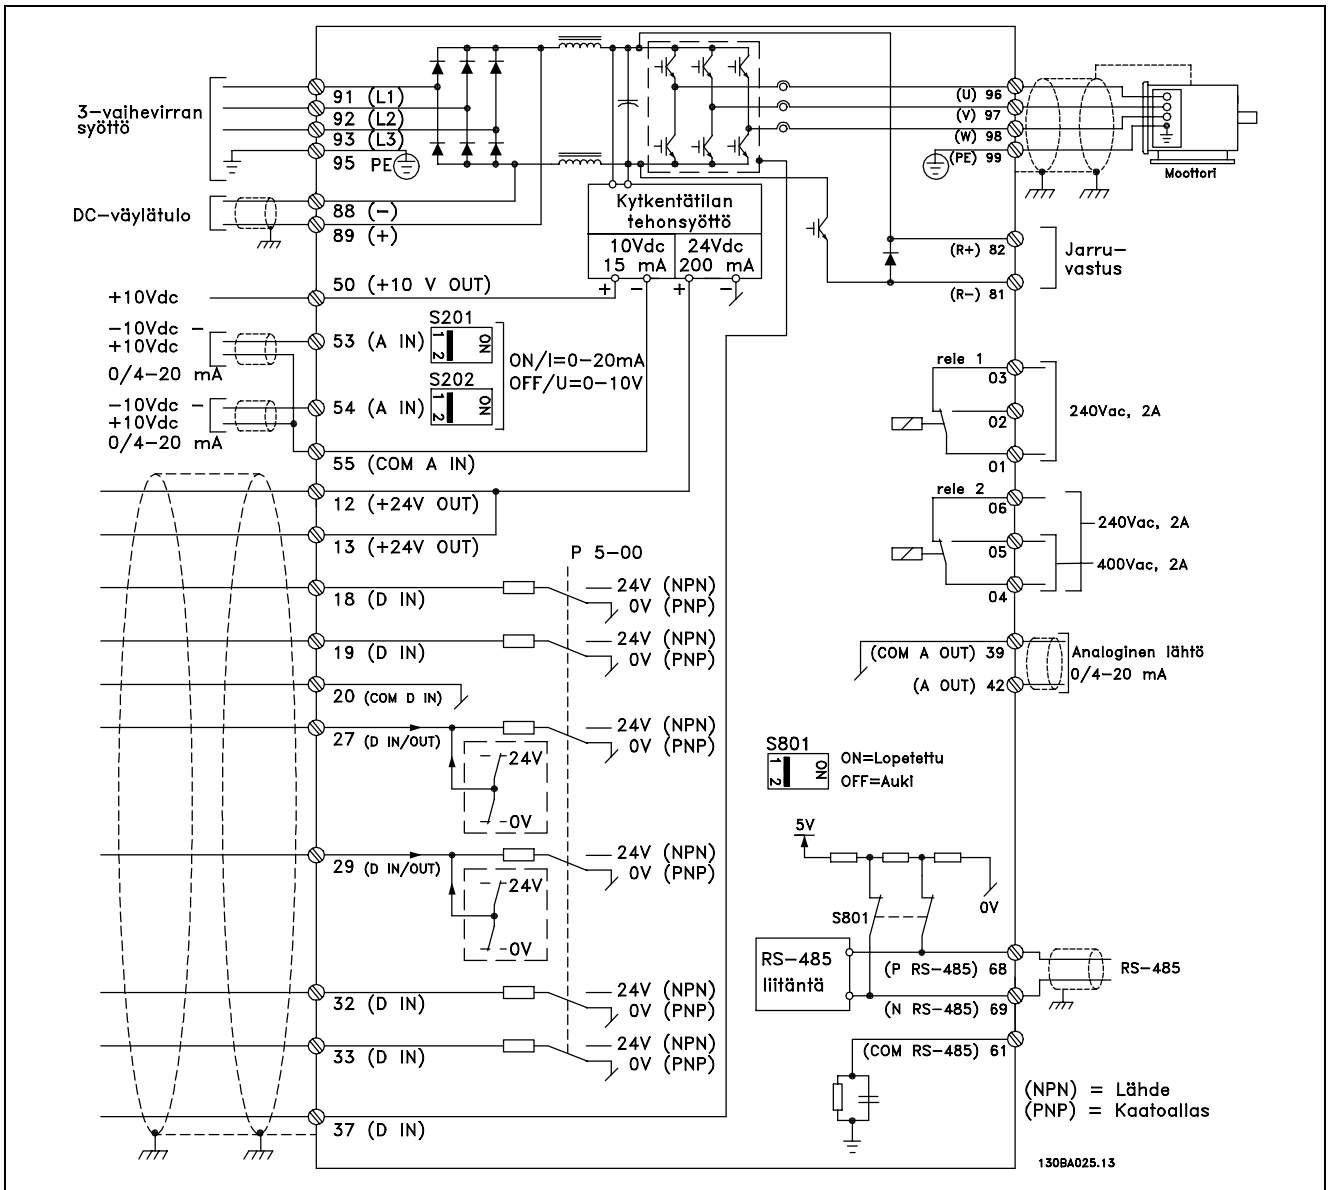 3-vaihevirran
syöttö
91 (L1)
92 (L2)
93 (L3)
95 PE
DC-väylätulo
88 (-)
89 (+)
+10Vdc
50 (+10 V OUT)
-10Vdc -
+10Vdc
0/4-20 mA
53 (A IN)
S201
1
2
ON
-10Vdc -
+10Vdc
0/4-20 mA
54 (A IN)
S202
1
2
ON
ON/I=0-20mA
OFF/U=0-10V
55 (COM A IN)
12 (+24V OUT)
13 (+24V OUT)
Kytkentätilan
tehonsyöttö
10Vdc
15 mA
24Vdc
200 mA
+ - + -
P 5-00
18 (D IN)
24V (NPN)
0V (PNP)
19 (D IN)
24V (NPN)
0V (PNP)
20 (COM D IN)
27 (D IN/OUT)
24V (NPN)
0V (PNP)
24V
0V
29 (D IN/OUT)
24V (NPN)
0V (PNP)
24V
0V
32 (D IN)
24V (NPN)
0V (PNP)
33 (D IN)
24V (NPN)
0V (PNP)
37 (D IN)
(U) 96
(V) 97
(W) 98
(PE) 99
Moottori
(R+) 82
(R-) 81
Jarru-
vastus
rele 1
03
02
01
240Vac, 2A
rele 2
06
05
04
240Vac, 2A
400Vac, 2A
(COM A OUT) 39
(A OUT) 42
Analoginen lähtö
0/4-20 mA
S801
1
2
ON
ON=Lopetettu
OFF=Auki
5V
0V
S801
RS-485
liitäntä
(P RS-485) 68
(N RS-485) 69
RS-485
(COM RS-485) 61
(NPN) = Lähde
(PNP) = Kaatoallas
130BA025.13